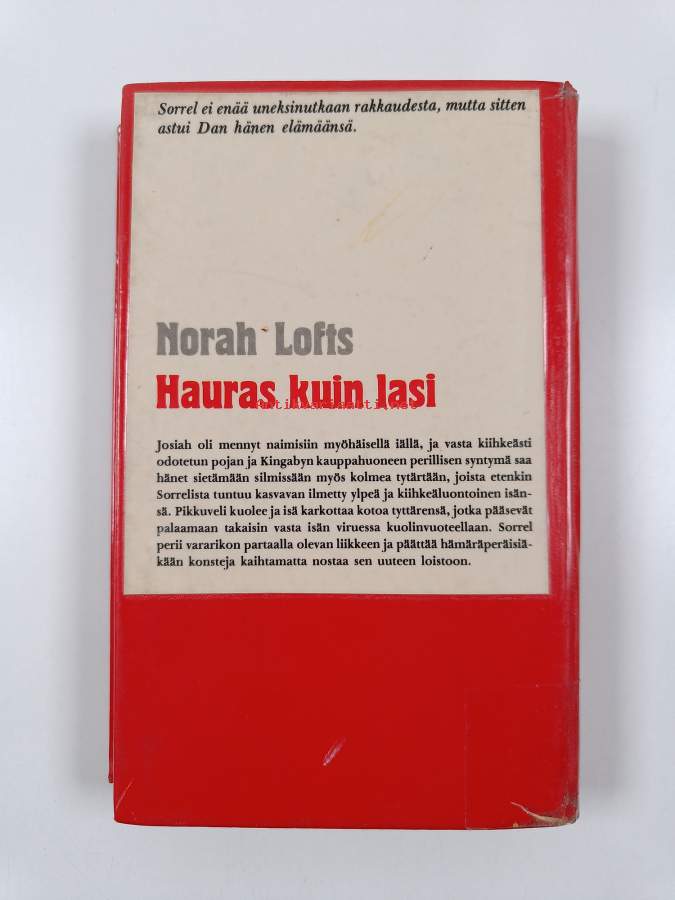 Sorrel ei enää uneksinutkaan rakkaudesta, mutta sitten
astui Dan hänen elämäänsä.
Norah Lofts
Hauras kuin lasi
Josiah oli mennyt naimisiin myöhäisellä iällä, ja vasta kiihkeästi
odotetun pojan ja Kingabyn kauppahuoneen perillisen syntymä saa
hänet sietämään silmissään myös kolmea tytärtään, joista etenkin
Sorrelista tuntuu kasvavan ilmetty ylpeä ja kiihkeäluontoinen isän-
sä. Pikkuveli kuolee ja isä karkottaa kotoa tyttärensä, jotka pääsevät
palaamaan takaisin vasta isän viruessa kuolinvuoteellaan. Sorrel
perii vararikon partaalla olevan liikkeen ja päättää hämäräperäisiä-
kään konsteja kaihtamatta nostaa sen uuteen loistoon.